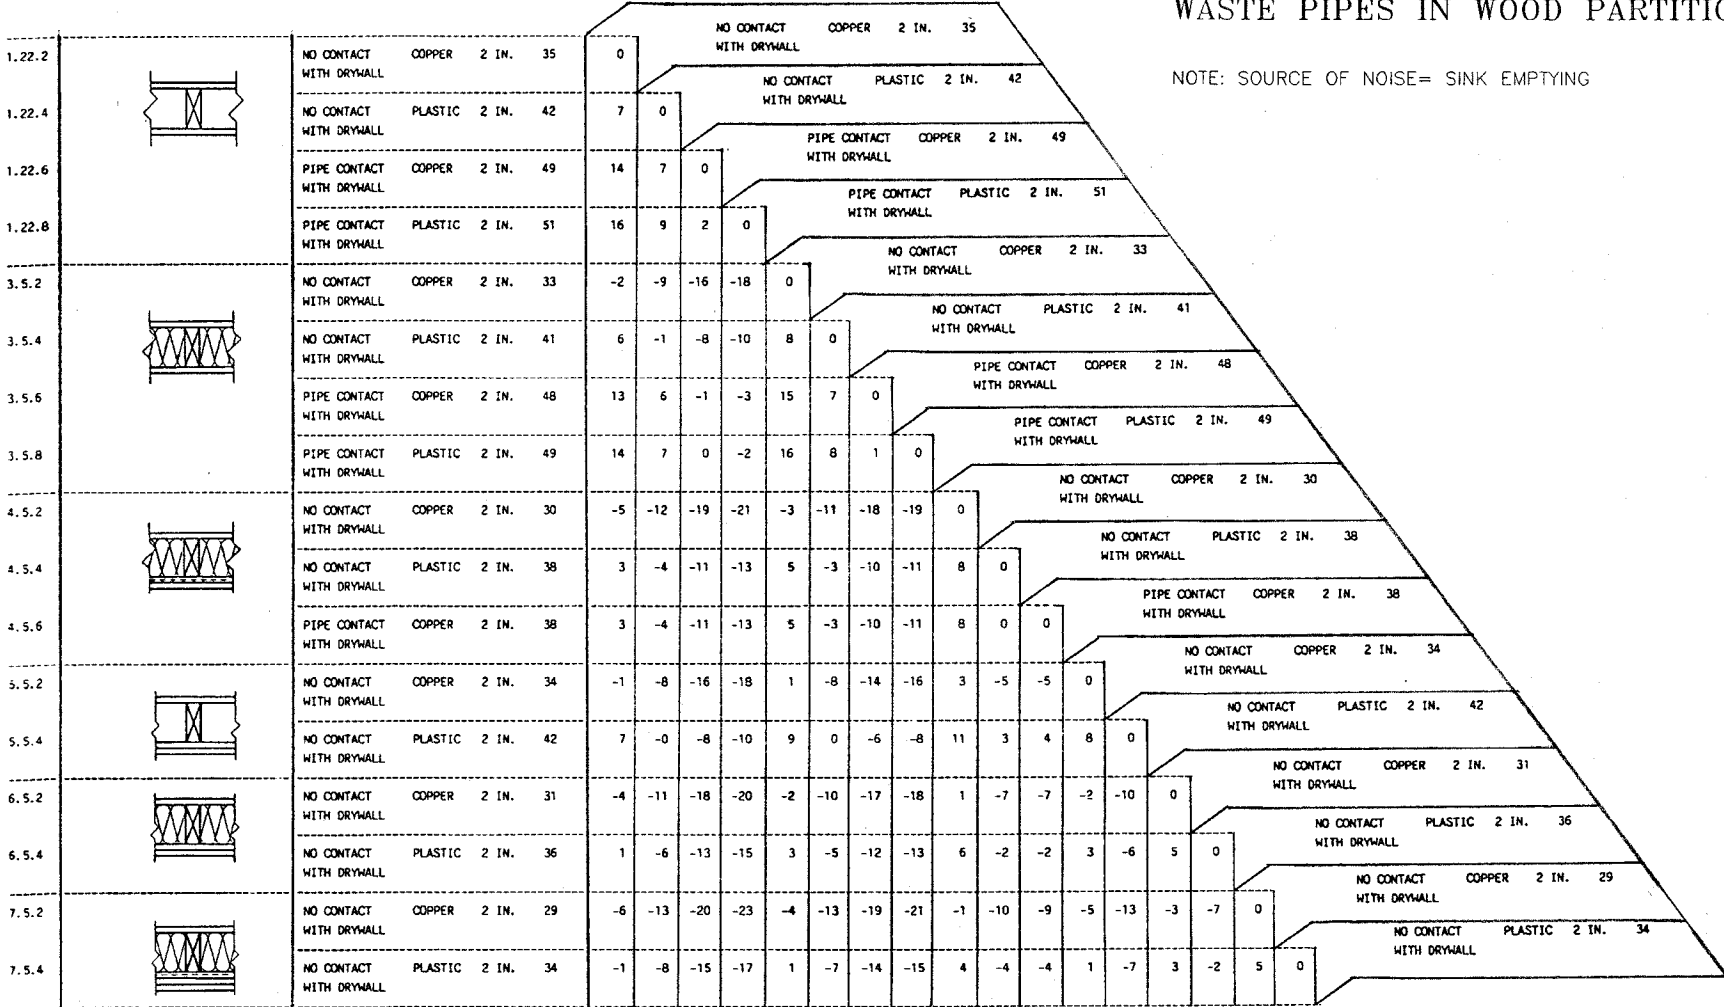 WASTE PIPES IN WOOD
NOTE: SOURCE OF NOISE= SINK EMPTYING
NO CONTACT COPPER 2 IN. 35
WITH DRYWALL
1.22.2 NO CONTACT COPPER 2 IN. 35 0
WITH DRYWALL
NO CONTACT PLASTIC 2 IN. 42
WITH DRYWALL
1.22.4 NO CONTACT PLASTIC 2 IN. 42 7 0
WITH DRYWALL
PIPE CONTACT COPPER 2 IN. 49
WITH DRYWALL
1.22.6 PIPE CONTACT COPPER 2 IN. 49 14 7 0
WITH DRYWALL
PIPE CONTACT PLASTIC 2 IN. 51
WITH DRYWALL
1.22.8 PIPE CONTACT PLASTIC 2 IN. 51 16 9 2 0
WITH DRYWALL
NO CONTACT COPPER 2 IN. 33
WITH DRYWALL
3.5.2 NO CONTACT COPPER 2 IN. 33 -2 -9 -16 -18 0
WITH DRYWALL
NO CONTACT PLASTIC 2 IN. 41
WITH DRYWALL
3.5.4 NO CONTACT PLASTIC 2 IN. 41 6 -1 -8 -10 8 0
WITH DRYWALL
PIPE CONTACT COPPER 2 IN. 48
WITH DRYWALL
3.5.6 PIPE CONTACT COPPER 2 IN. 48 13 6 -1 -3 15 7 0
WITH DRYWALL
PIPE CONTACT PLASTIC 2 IN. 49
WITH DRYWALL
3.5.8 PIPE CONTACT PLASTIC 2 IN. 49 14 7 0 -2 16 8 1 0
WITH DRYWALL
NO CONTACT COPPER 2 IN. 30
WITH DRYWALL
4.5.2 NO CONTACT COPPER 2 IN. 30 -5 -12 -19 -21 -3 -11 -18 -19 0
WITH DRYWALL
NO CONTACT PLASTIC 2 IN. 38
WITH DRYWALL
4.5.4 NO CONTACT PLASTIC 2 IN. 38 3 -4 -11 -13 5 -3 -10 -11 8 0
WITH DRYWALL
PIPE CONTACT COPPER 2 IN. 38
WITH DRYWALL
4.5.6 PIPE CONTACT COPPER 2 IN. 38 3 -4 -11 -13 5 -3 -10 -11 8 0 0
WITH DRYWALL
NO CONTACT COPPER 2 IN. 34
WITH DRYWALL
5.5.2 NO CONTACT COPPER 2 IN. 34 -1 -8 -16 -18 1 -8 -14 -16 3 -5 -5 0
WITH DRYWALL
NO CONTACT PLASTIC 2 IN. 42
WITH DRYWALL
5.5.4 NO CONTACT PLASTIC 2 IN. 42 7 -0 -8 -10 9 0 -6 -8 11 3 4 8 0
WITH DRYWALL
NO CONTACT COPPER 2 IN. 31
WITH DRYWALL
6.5.2 NO CONTACT COPPER 2 IN. 31 -4 -11 -18 -20 -2 -10 -17 -18 1 -7 -7 -2 -10 0
WITH DRYWALL
NO CONTACT PLASTIC 2 IN. 36
WITH DRYWALL
6.5.4 NO CONTACT PLASTIC 2 IN. 36 1 -6 -13 -15 3 -5 -12 -13 6 -2 -2 3 -6 5 0
WITH DRYWALL
NO CONTACT COPPER 2 IN. 29
WITH DRYWALL
7.5.2 NO CONTACT COPPER 2 IN. 29 -6 -13 -20 -23 -4 -13 -19 -21 -1 -10 -9 -5 -13 -3 -7 0
WITH DRYWALL
NO CONTACT PLASTIC 2 IN. 34
WITH DRYWALL
7.5.4 NO CONTACT PLASTIC 2 IN. 34 -1 -8 -15 -17 1 -7 -14 -15 4 -4 -4 1 -7 3 -2 5 0
WITH DRYWALL